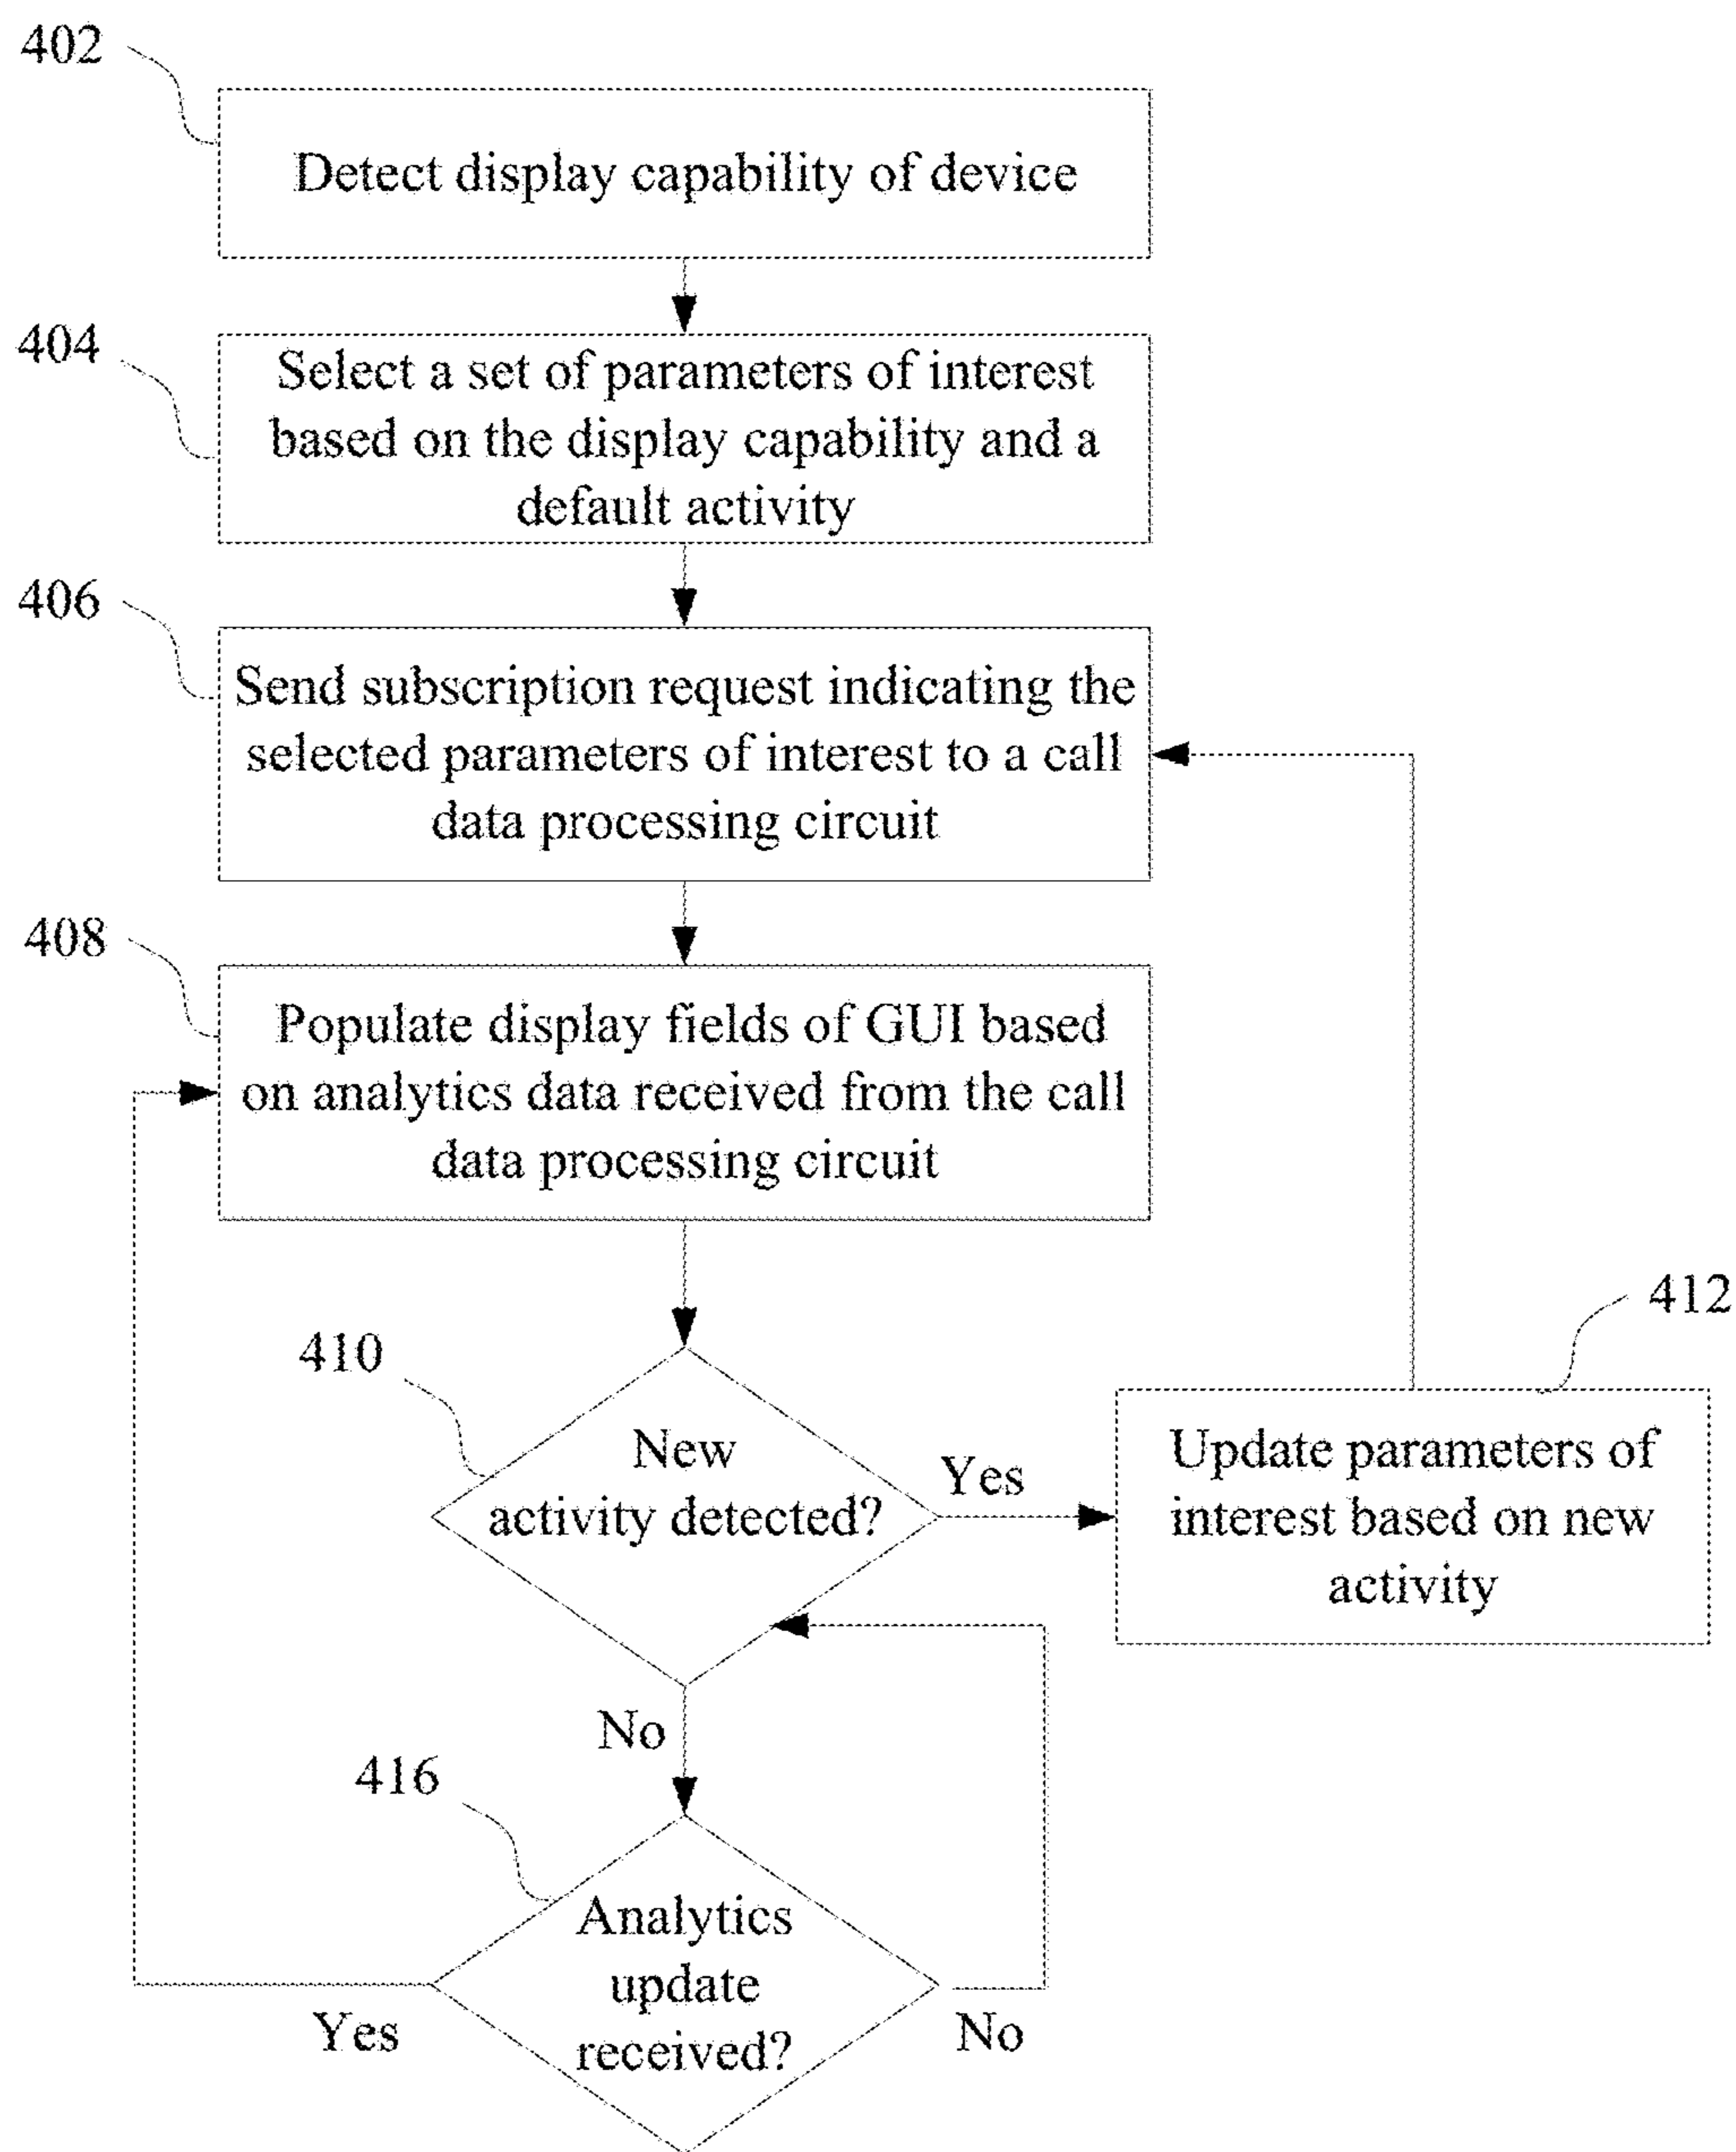 402
Detect display capability of device
404
Select a set of parameters of interest
based on the display capability and a
default activity
406
Send subscription request indicating the
selected parameters of interest to a call
data processing circuit
408
Populate display fields of GUI based
on analytics data received from the call
data processing circuit
410
New
activity detected?
Yes
412
Update parameters of
interest based on new
activity
No
416
Analytics
update
received?
Yes
No